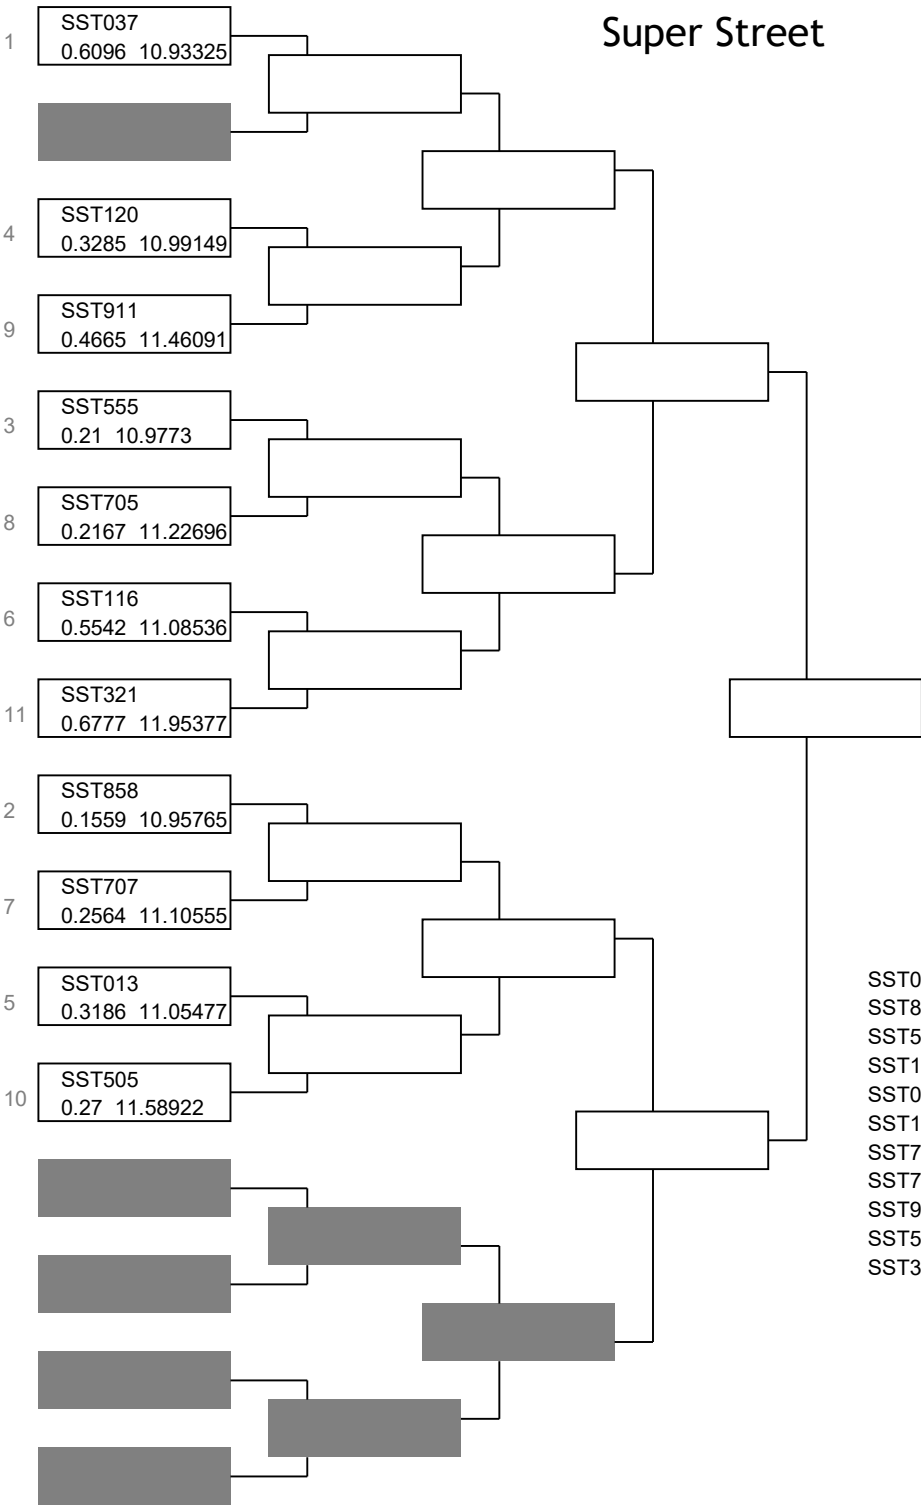 Super Street
1
SST037
0.6096 10.93325
4
SST120
0.3285 10.99149
9
SST911
0.4665 11.46091
3
SST555
0.21 10.9773
8
SST705
0.2167 11.22696
6
SST116
0.5542 11.08536
11
SST321
0.6777 11.95377
2
SST858
0.1559 10.95765
7
SST707
0.2564 11.10555
5
SST013
0.3186 11.05477
10
SST505
0.27 11.58922
SST0
SST8
SST5
SST1
SST0
SST1
SST7
SST7
SST9
SST5
SST3